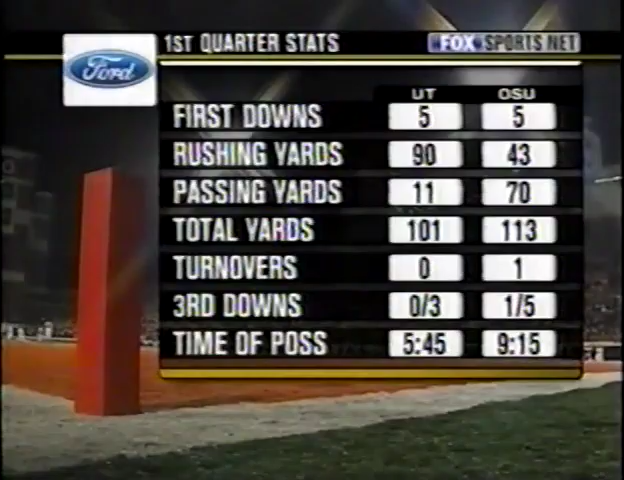 1ST QUARTER STATS FOX SPORTS NET
Ford
UT OSU
FIRST DOWNS 5 5
RUSHING YARDS 90 43
PASSING YARDS 11 70
TOTAL YARDS 101 113
TURNOVERS 0 1
3RD DOWNS 0/3 1/5
TIME OF POSS 5:45 9:15